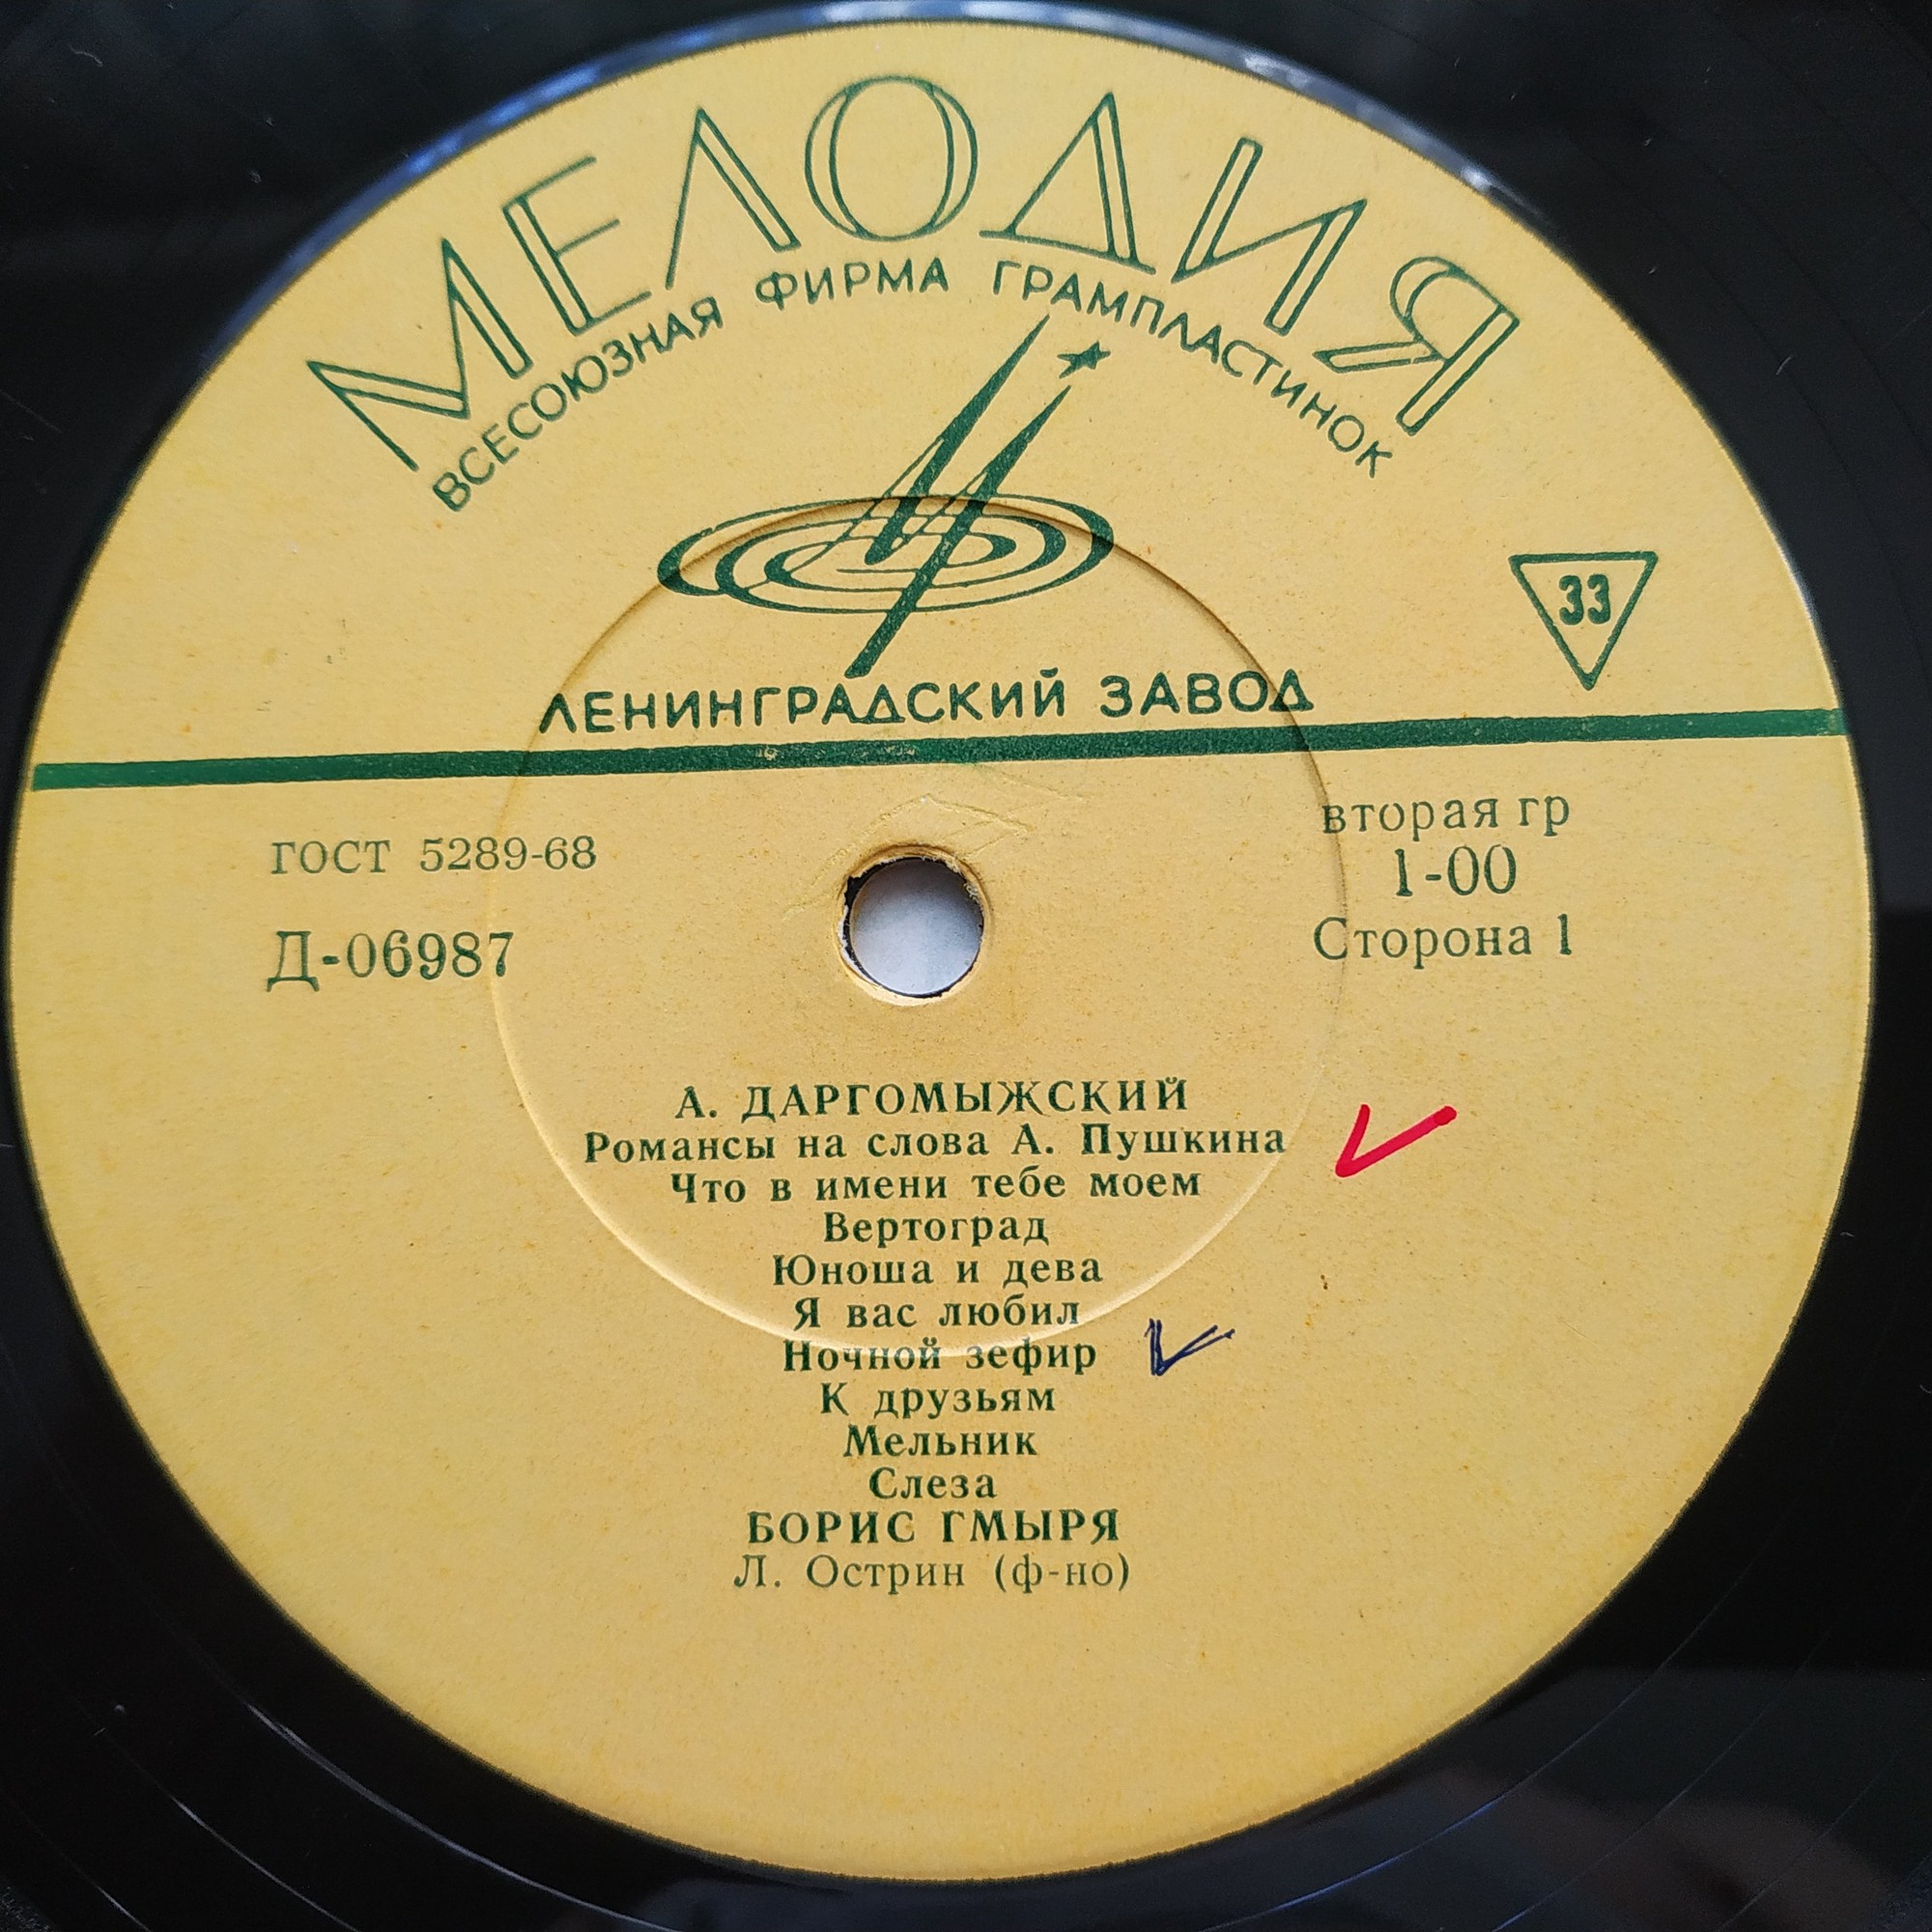 МЕЛОДИЯ
ВСЕСОЮЗНАЯ ФИРМА ГРАМПЛАСТИНОК
33
ЛЕНИНГРАДСКИЙ ЗАВОД
ГОСТ 5289-68
Д-06987
вторая гр
1-00
Сторона 1
А. ДАРГОМЫЖСКИЙ
Романсы на слова А. Пушкина
Что в имени тебе моем
Вертоград
Юноша и дева
Я вас любил
Ночной зефир
К друзьям
Мельник
Слеза
БОРИС ГМЫРЯ
Л. Острин (ф-но)